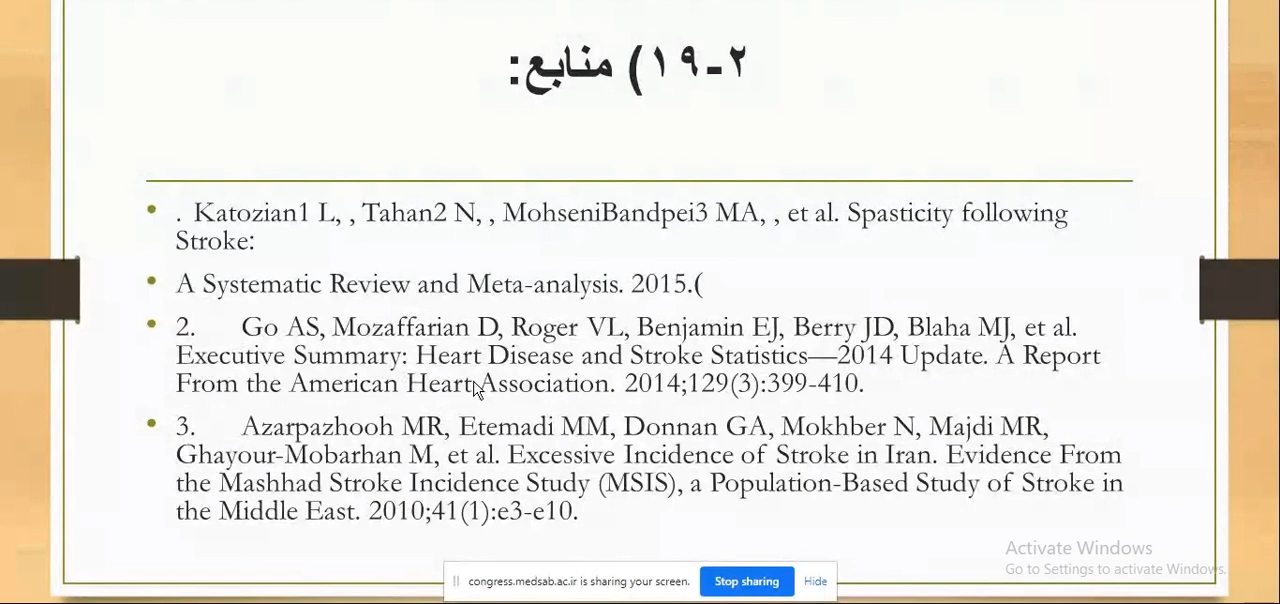 ۲-۱۹) منابع:
. Katozian1 L, , Tahan2 N, , MohseniBandpei3 MA, , et al. Spasticity following
Stroke:
A Systematic Review and Meta-analysis. 2015.(
2. Go AS, Mozaffarian D, Roger VL, Benjamin EJ, Berry JD, Blaha MJ, et al.
Executive Summary: Heart Disease and Stroke Statistics—2014 Update. A Report
From the American Heart Association. 2014;129(3):399-410.
3. Azarpazhooh MR, Etemadi MM, Donnan GA, Mokhber N, Majdi MR,
Ghayour-Mobarhan M, et al. Excessive Incidence of Stroke in Iran. Evidence From
the Mashhad Stroke Incidence Study (MSIS), a Population-Based Study of Stroke in
the Middle East. 2010;41(1):e3-e10.
Activate Windows
Go to Settings to activate Windows.
congress.medsab.ac.ir is sharing your screen. Stop sharing Hide